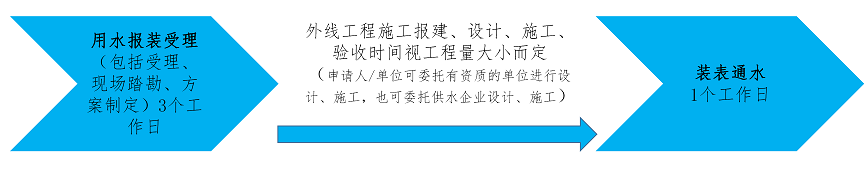 用水报装受理
（包括受理、
现场踏勘、方
案制定）3个工
作日
外线工程施工报建、设计、施工、
验收时间视工程量大小而定
（申请人/单位可委托有资质的单位进行设
计、施工，也可委托供水企业设计、施工）
装表通水
1个工作日